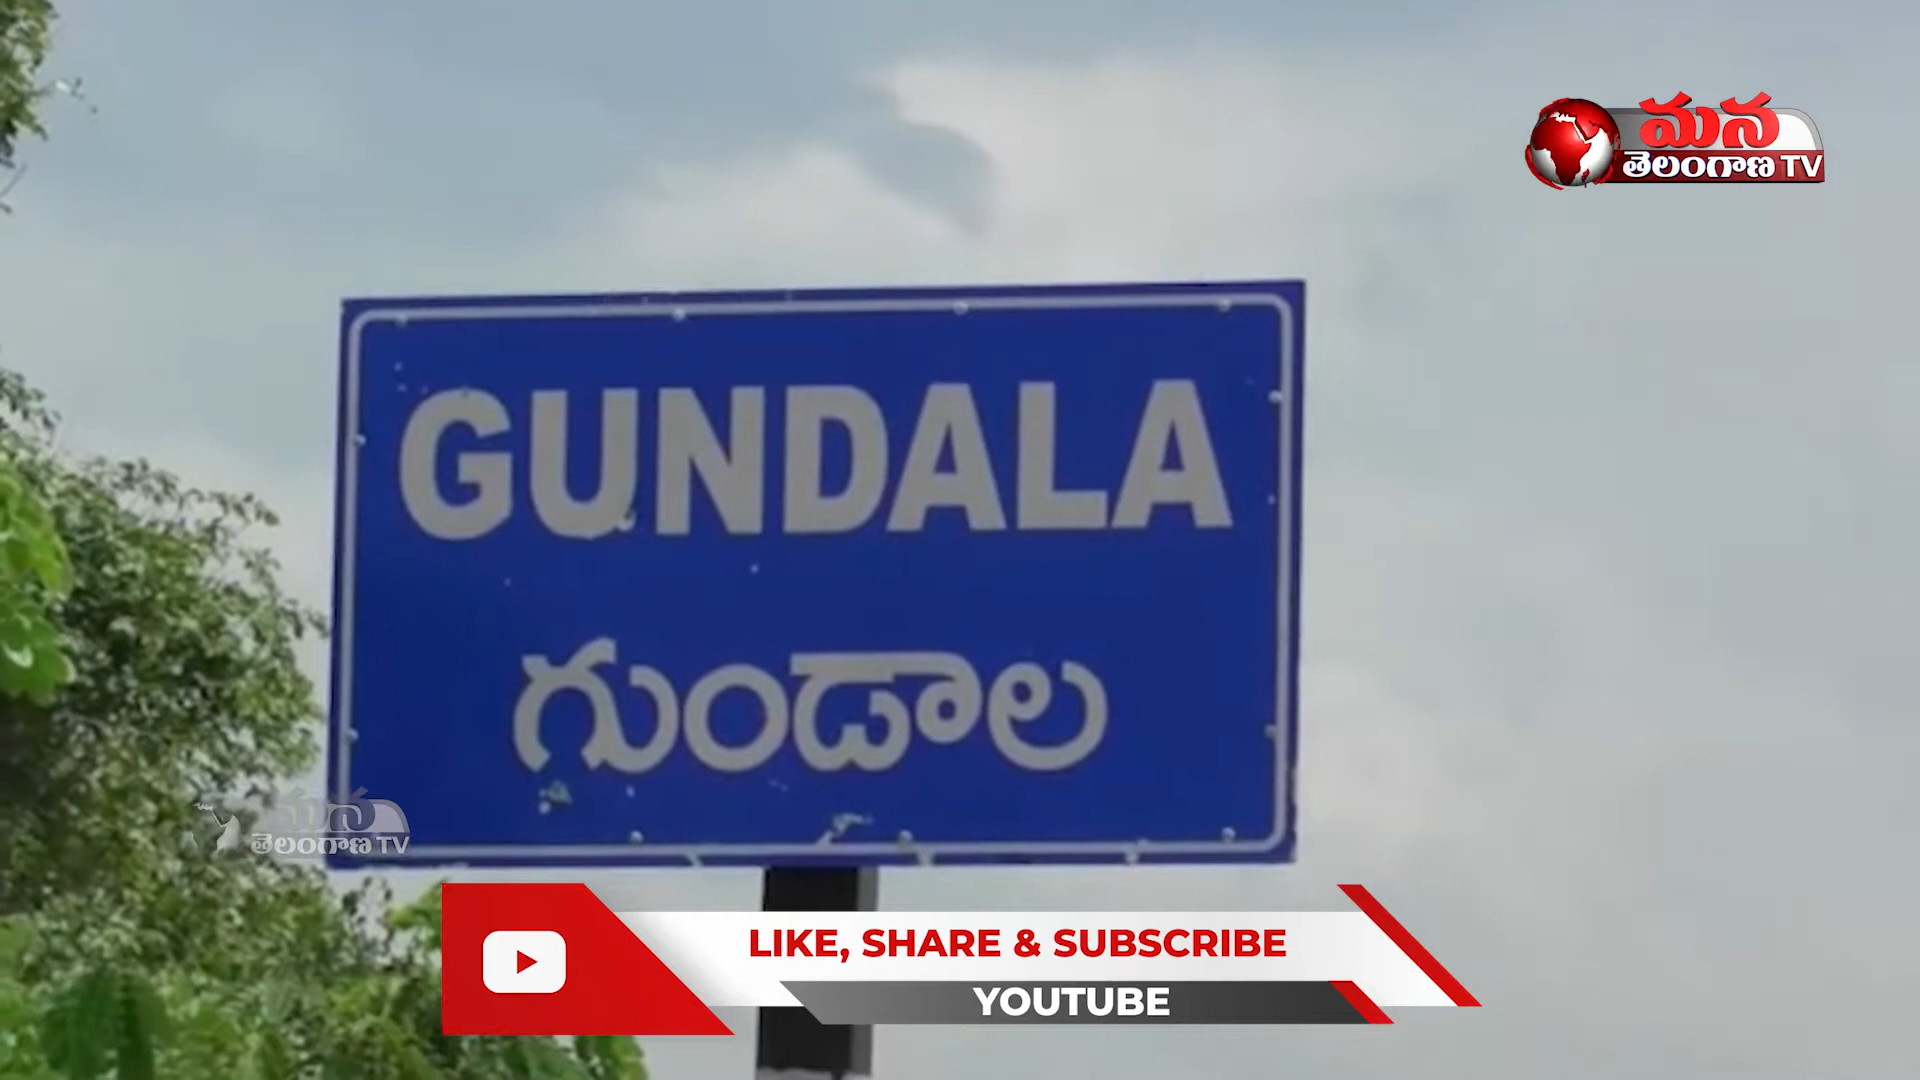 మన
తెలంగాణ TV
GUNDALA
గుండాల
మన
తెలంగాణ TV
LIKE, SHARE & SUBSCRIBE
YOUTUBE